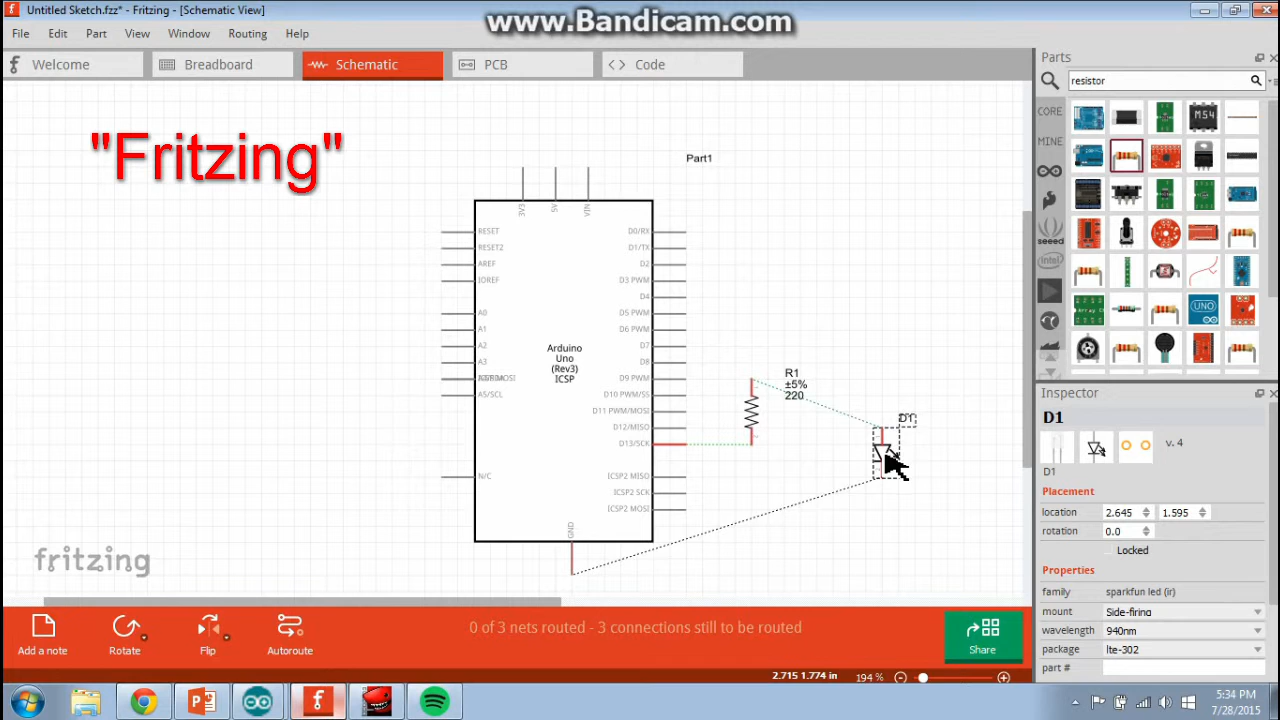 Untitled Sketch.fzz* - Fritzing - [Schematic View]
www.Bandicam.com
File Edit Part View Window Routing Help
Welcome Breadboard Schematic PCB Code
Parts
resistor
CORE
MINE
seeed
intel
M54
UNO
"Fritzing"
Part1
3V3 5V VIN
RESET D0/RX
RESET2 D1/TX
AREF D2
IOREF D3 PWM
D4
A0 D5 PWM
A1 D6 PWM
A2 D7
A3 D8
D9 PWM
A5/SCL D10 PWM/SS
D11 PWM/MOSI
D12/MISO
D13/SCK
N/C ICSP2 MISO
ICSP2 SCK
ICSP2 MOSI
GND
Arduino
Uno
(Rev3)
ICSP
R1
±5%
220
fritzing
Inspector
D1
v. 4
D1
Placement
location 2.645 1.595
rotation 0.0
Locked
Properties
family sparkfun led (ir)
mount Side-firing
wavelength 940nm
package lte-302
part #
Add a note Rotate Flip Autoroute
0 of 3 nets routed - 3 connections still to be routed
Share
2.715 1.774 in 194 %
5:34 PM
7/28/2015